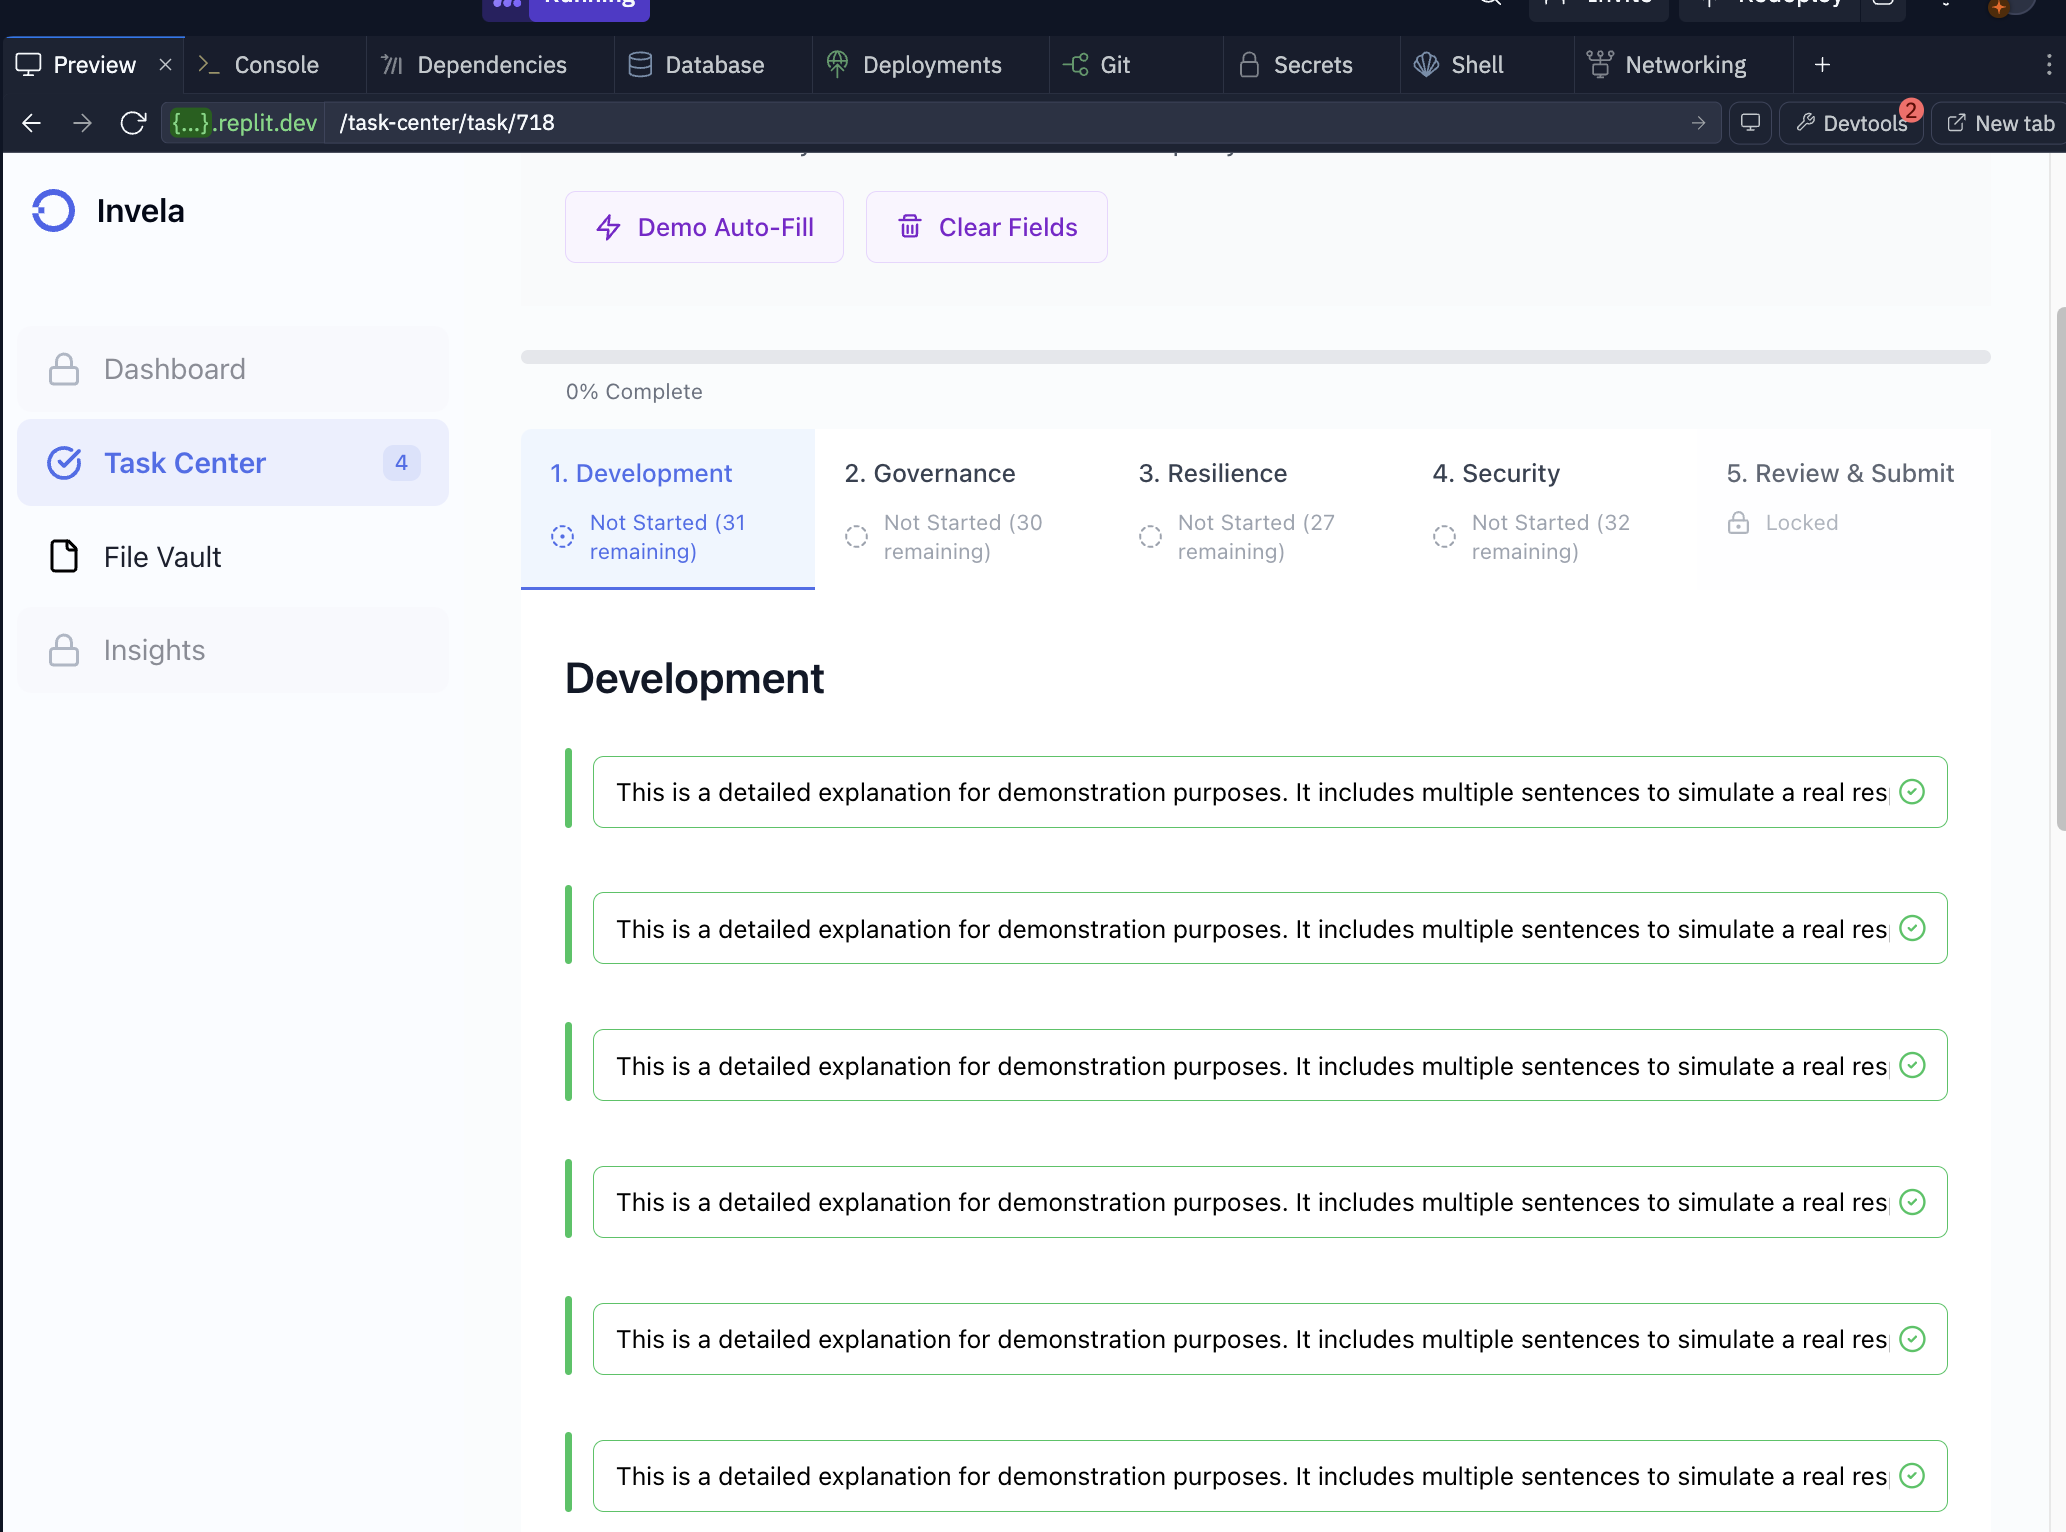 Running
Invite
Redeploy
Preview
Console
Dependencies
Database
Deployments
Git
Secrets
Shell
Networking
{...}.replit.dev
/task-center/task/718
Devtools
2
New tab
Invela
Demo Auto-Fill
Clear Fields
Dashboard
0% Complete
Task Center
4
1. Development
Not Started (31
remaining)
2. Governance
Not Started (30
remaining)
3. Resilience
Not Started (27
remaining)
4. Security
Not Started (32
remaining)
5. Review & Submit
Locked
File Vault
Insights
Development
This is a detailed explanation for demonstration purposes. It includes multiple sentences to simulate a real res
This is a detailed explanation for demonstration purposes. It includes multiple sentences to simulate a real res
This is a detailed explanation for demonstration purposes. It includes multiple sentences to simulate a real res
This is a detailed explanation for demonstration purposes. It includes multiple sentences to simulate a real res
This is a detailed explanation for demonstration purposes. It includes multiple sentences to simulate a real res
This is a detailed explanation for demonstration purposes. It includes multiple sentences to simulate a real res